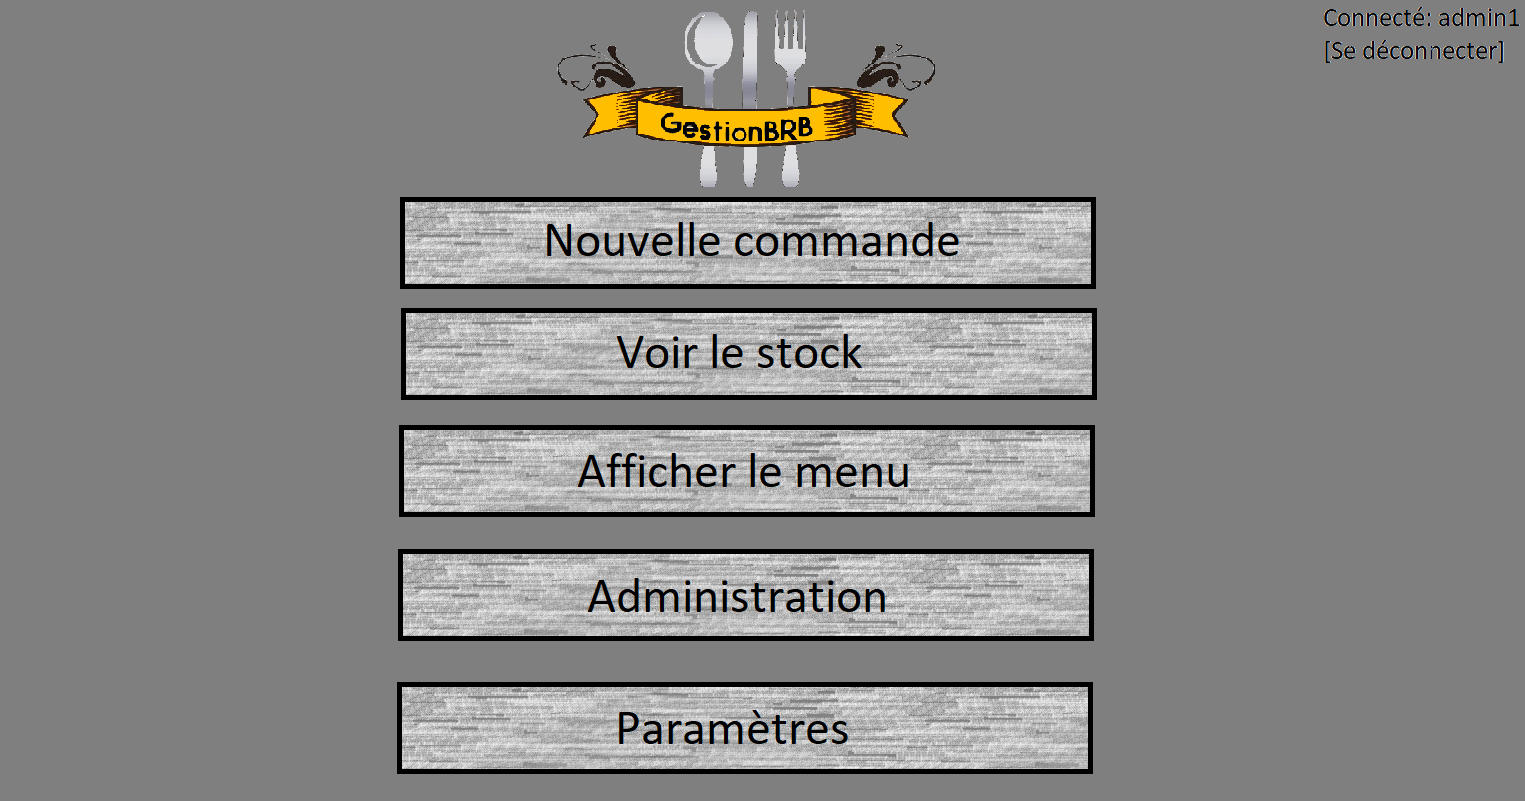 Connecté: admin1
[Se déconnecter]
GestionBRB
Nouvelle commande
Voir le stock
Afficher le menu
Administration
Paramètres